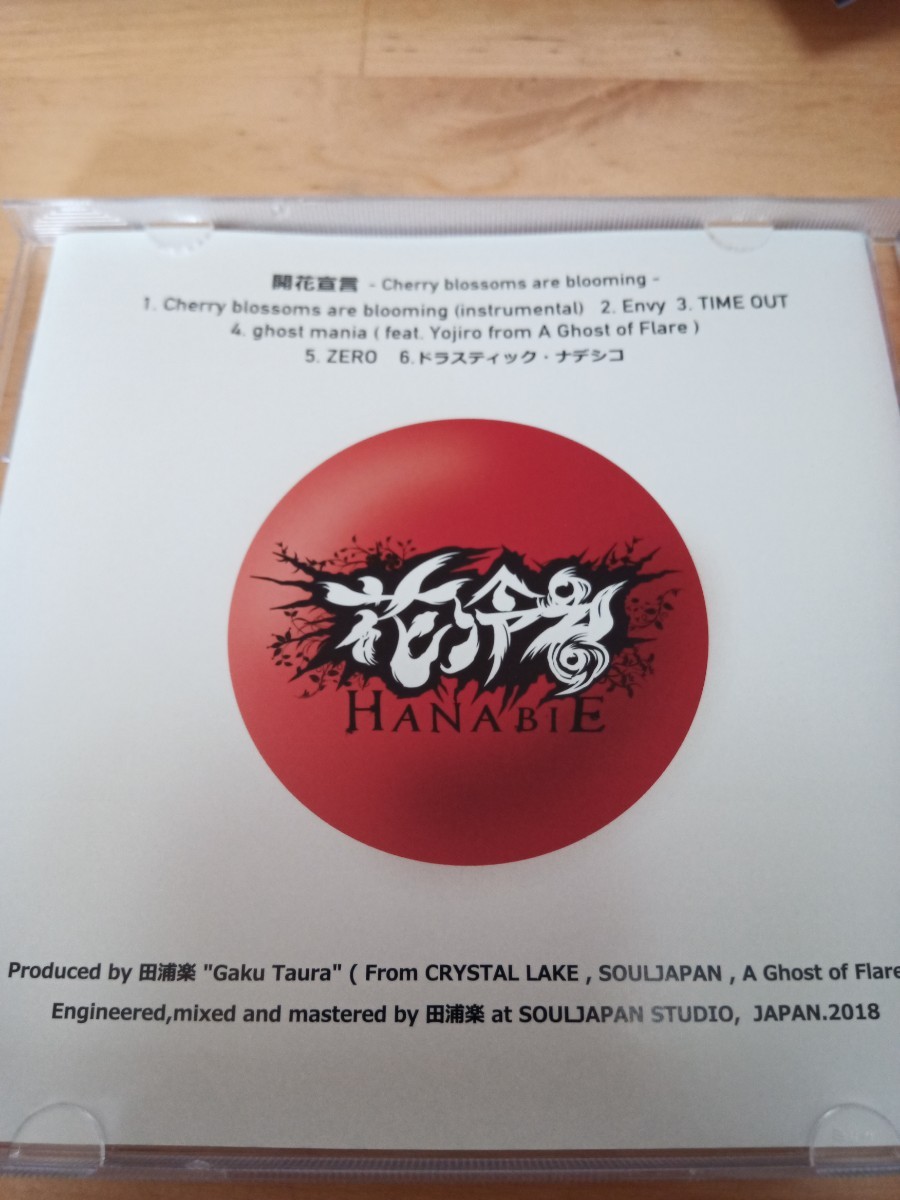 開花宣言 - Cherry blossoms are blooming -
1. Cherry blossoms are blooming (instrumental) 2. Envy 3. TIME OUT
4. ghost mania ( feat. Yojiro from A Ghost of Flare )
5. ZERO 6.ドラスティック・ナデシコ
花冷え
HANABIE
Produced by 田浦楽 "Gaku Taura" ( From CRYSTAL LAKE , SOULJAPAN , A Ghost of Flare
Engineered,mixed and mastered by 田浦楽 at SOULJAPAN STUDIO, JAPAN.2018